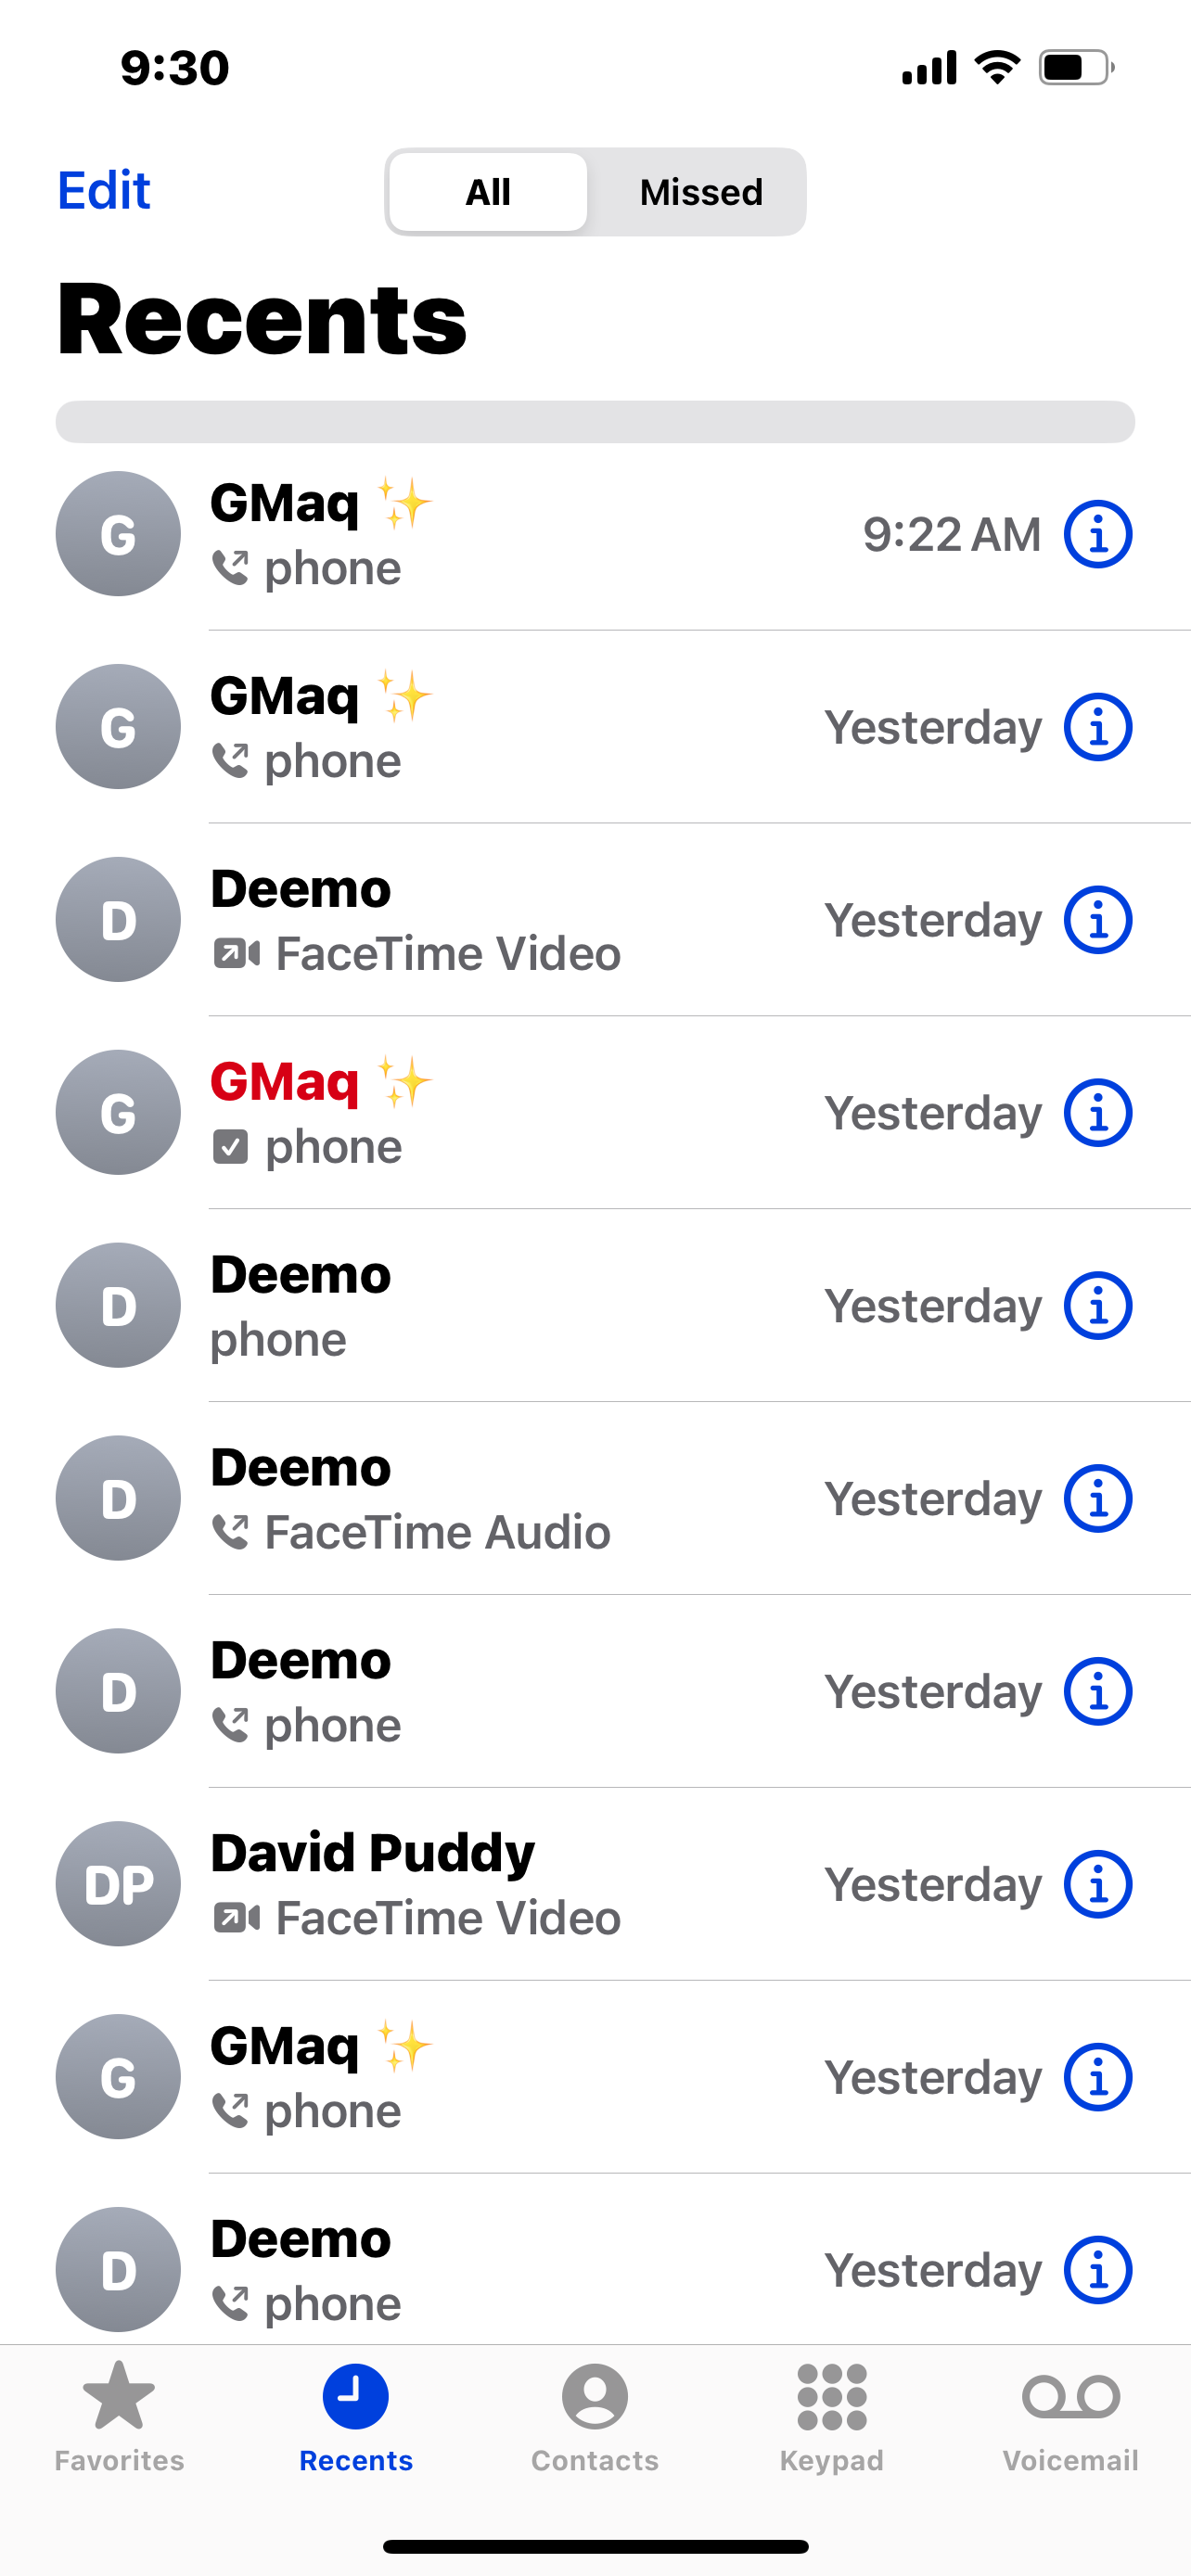 9:30
Edit
All
Missed
Recents
G
GMaq ✨
phone
9:22 AM
G
GMaq ✨
phone
Yesterday
D
Deemo
FaceTime Video
Yesterday
G
GMaq ✨
phone
Yesterday
D
Deemo
phone
Yesterday
D
Deemo
FaceTime Audio
Yesterday
D
Deemo
phone
Yesterday
DP
David Puddy
FaceTime Video
Yesterday
G
GMaq ✨
phone
Yesterday
D
Deemo
phone
Yesterday
Favorites
Recents
Contacts
Keypad
Voicemail